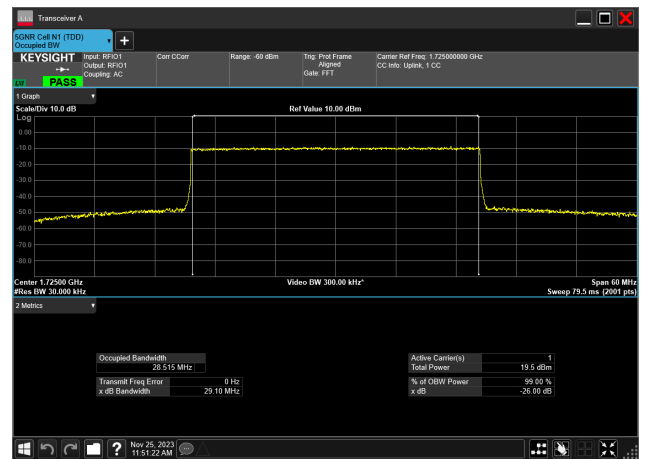 Transceiver A
5GNR Cell N1 (TDD)
Occupied BW
KEYSIGHT
LXI
PASS
Input: RFIO1
Output: RFIO1
Coupling: AC
Corr CCorr
Range: -60 dBm
Trig: Prot Frame
Aligned
Gate: FFT
Carrier Ref Freq: 1.725000000 GHz
CC Info: Uplink, 1 CC
1 Graph
Scale/Div 10.0 dB
Ref Value 10.00 dBm
Log
0.00
-10.0
-20.0
-30.0
-40.0
-50.0
-60.0
-70.0
-80.0
Center 1.72500 GHz
Video BW 300.00 kHz*
Span 60 MHz
#Res BW 30.000 kHz
Sweep 79.5 ms (2001 pts)
2 Metrics
Occupied Bandwidth
28.515 MHz
Active Carrier(s) 1
Total Power 19.5 dBm
Transmit Freq Error 0 Hz
x dB Bandwidth 29.10 MHz
% of OBW Power 99.00 %
x dB -26.00 dB
?
Nov 25, 2023
11:51:22 AM